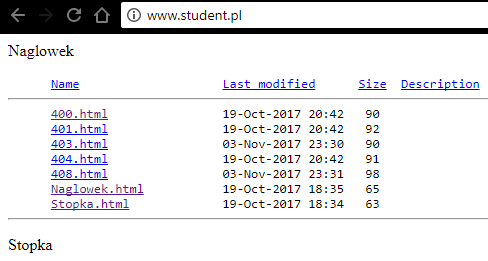 www.student.pl
Naglowek
Name Last modified Size Description
400.html 19-Oct-2017 20:42 90
401.html 19-Oct-2017 20:42 92
403.html 03-Nov-2017 23:30 90
404.html 19-Oct-2017 20:42 91
408.html 03-Nov-2017 23:31 98
Naglowek.html 19-Oct-2017 18:35 65
Stopka.html 19-Oct-2017 18:34 63
Stopka